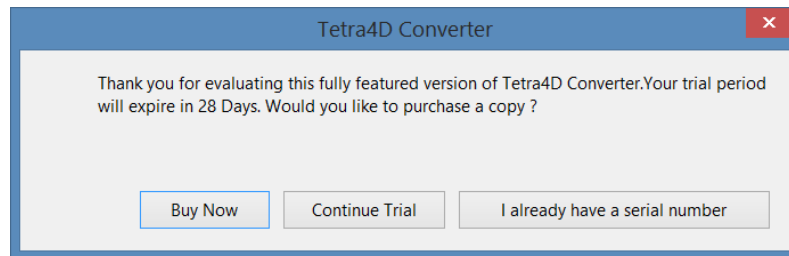 Tetra4D Converter
Thank you for evaluating this fully featured version of Tetra4D Converter.Your trial period
will expire in 28 Days. Would you like to purchase a copy ?
Buy Now
Continue Trial
I already have a serial number